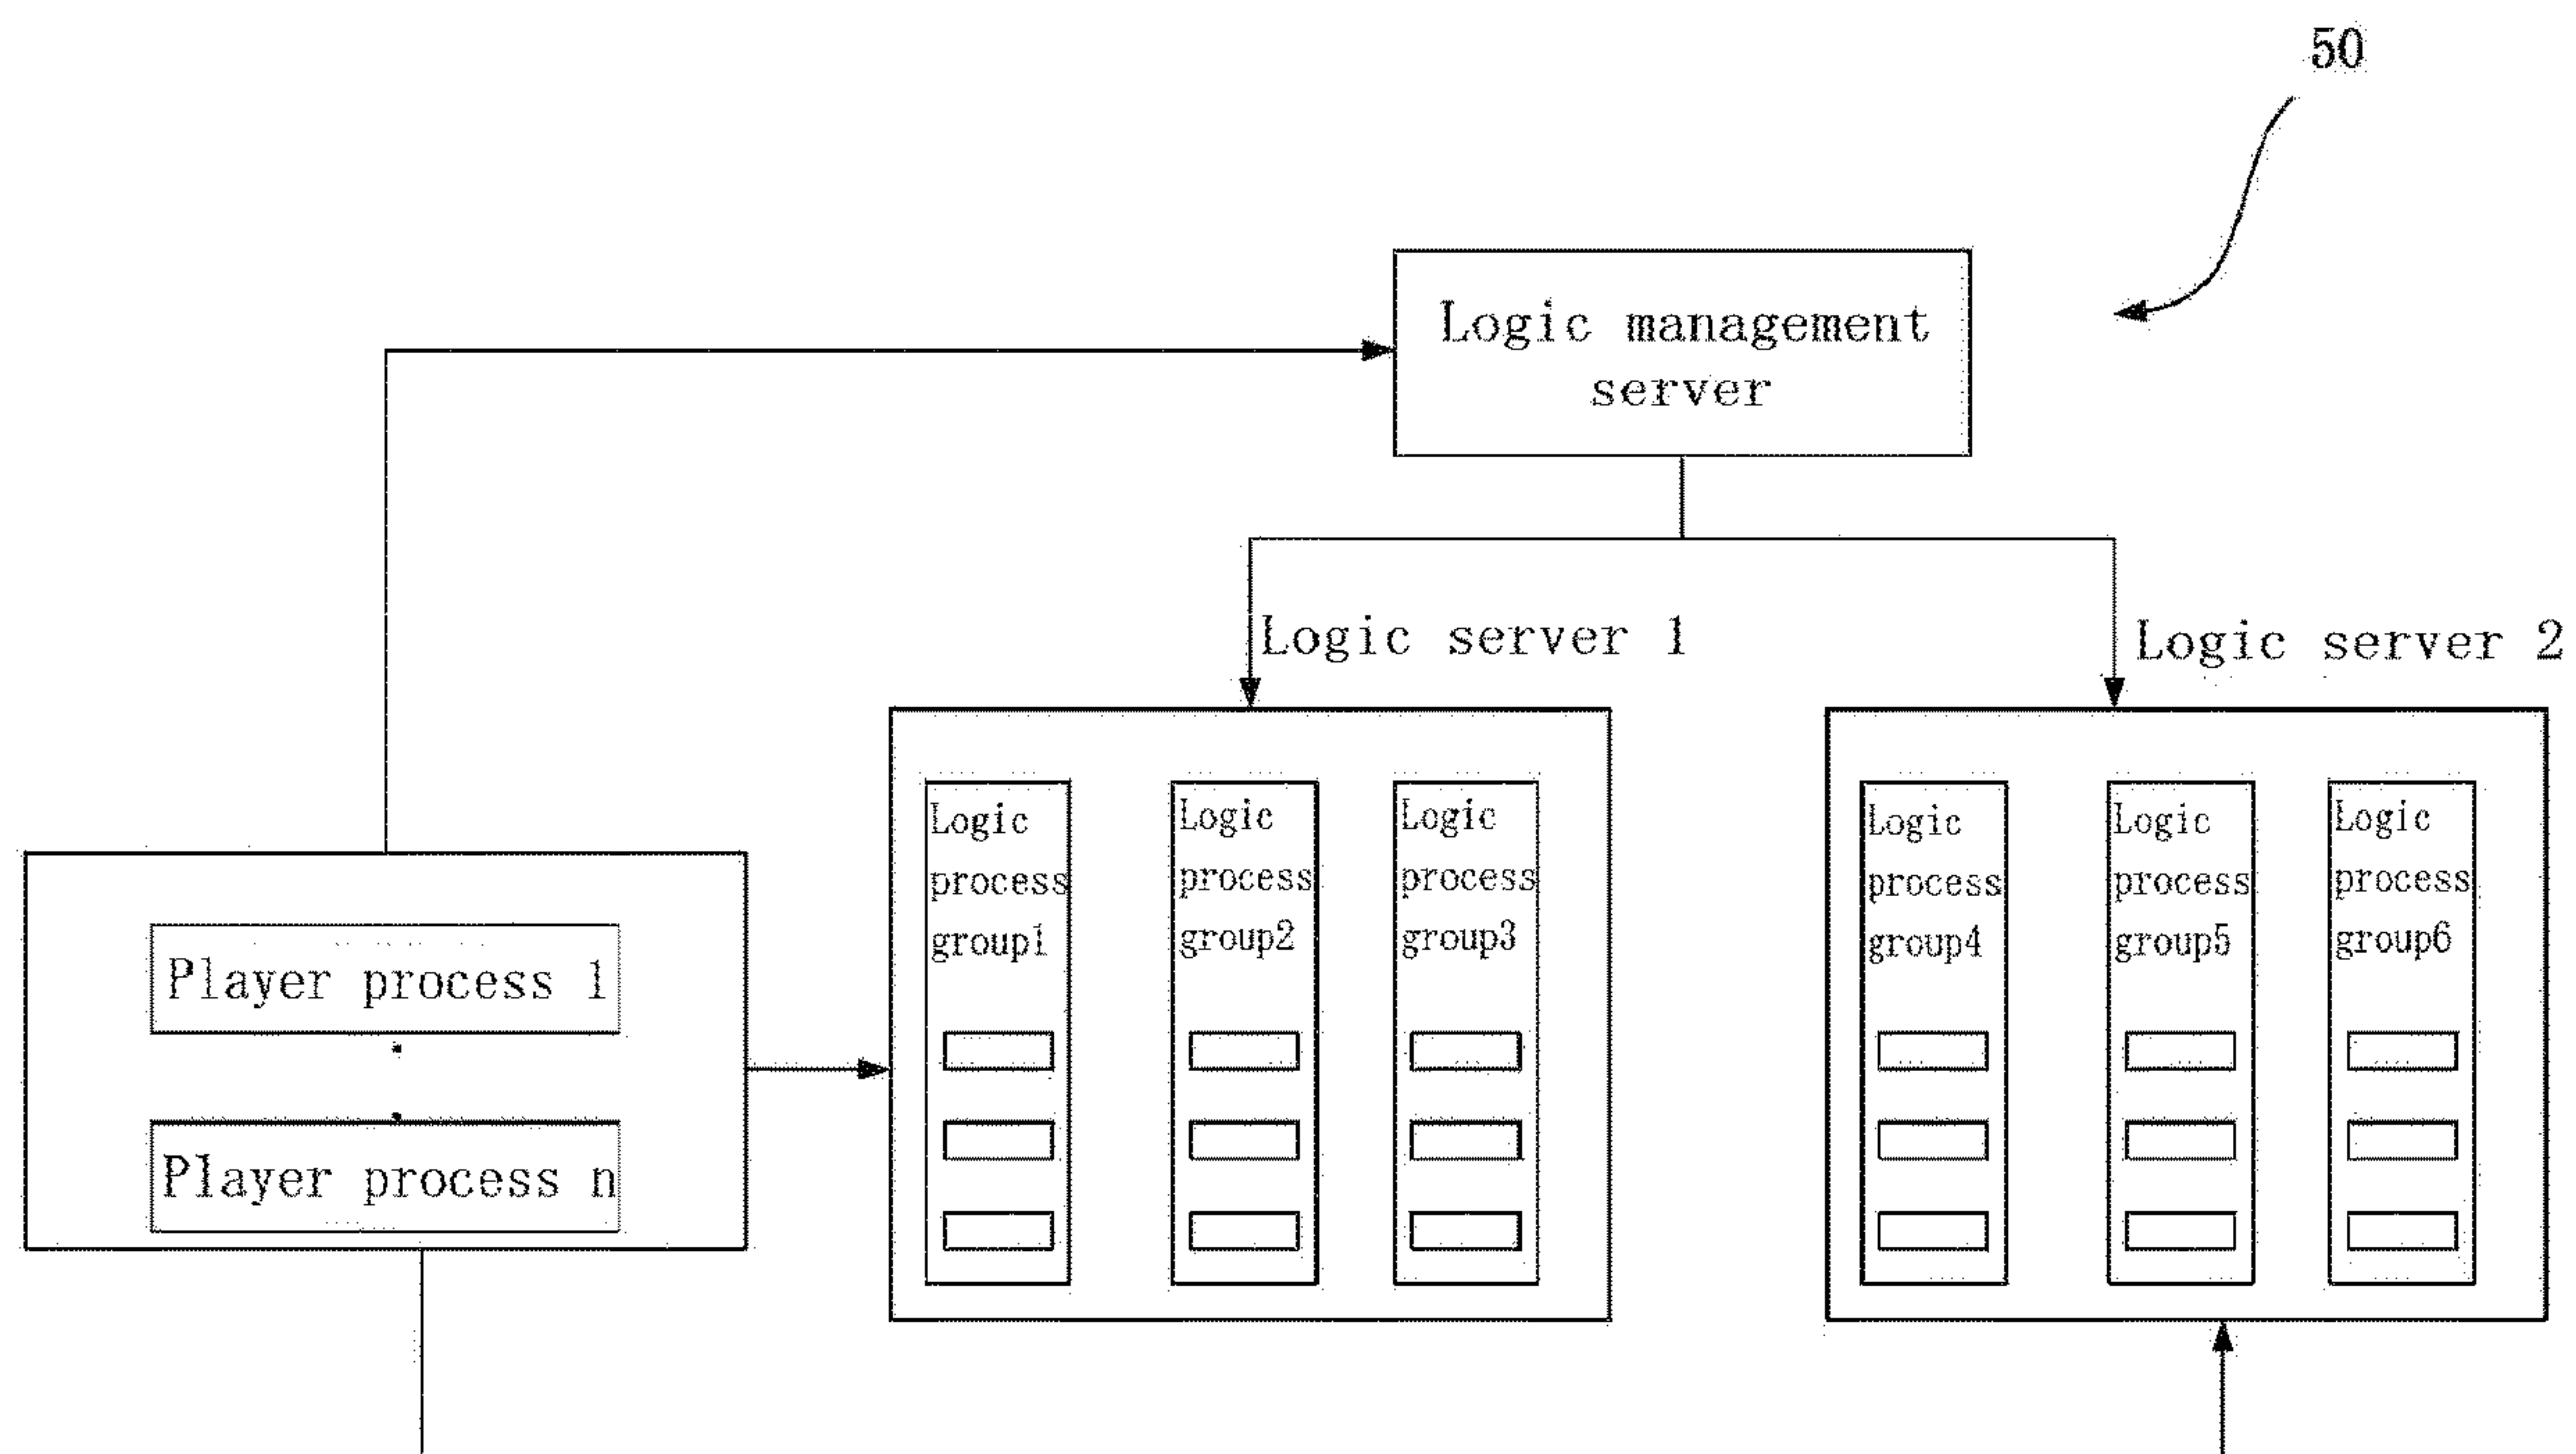 50
Logic management
server
Logic server 1
Logic server 2
Logic
process
group1
Logic
process
group2
Logic
process
group3
Logic
process
group4
Logic
process
group5
Logic
process
group6
Player process 1
Player process n